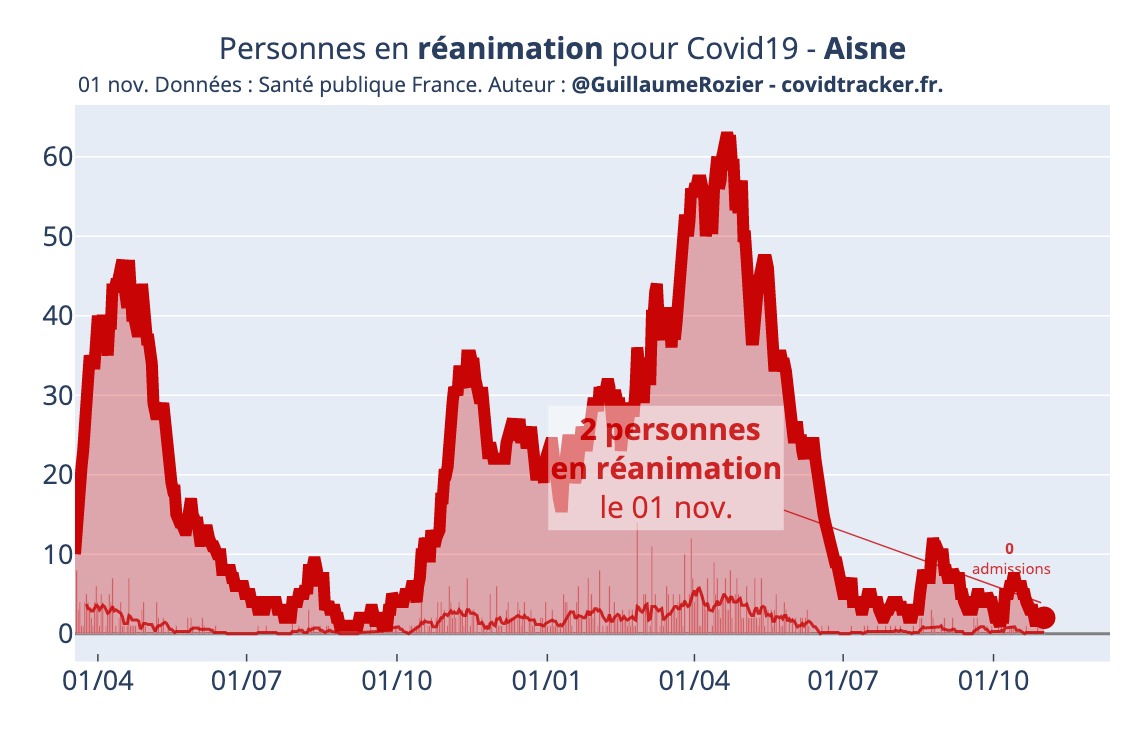 Personnes en réanimation pour Covid19 - Aisne
01 nov. Données : Santé publique France. Auteur : @GuillaumeRozier - covidtracker.fr.
60
50
40
30
20
10
0
2 personnes
en réanimation
le 01 nov.
0
admissions
01/04
01/07
01/10
01/01
01/04
01/07
01/10